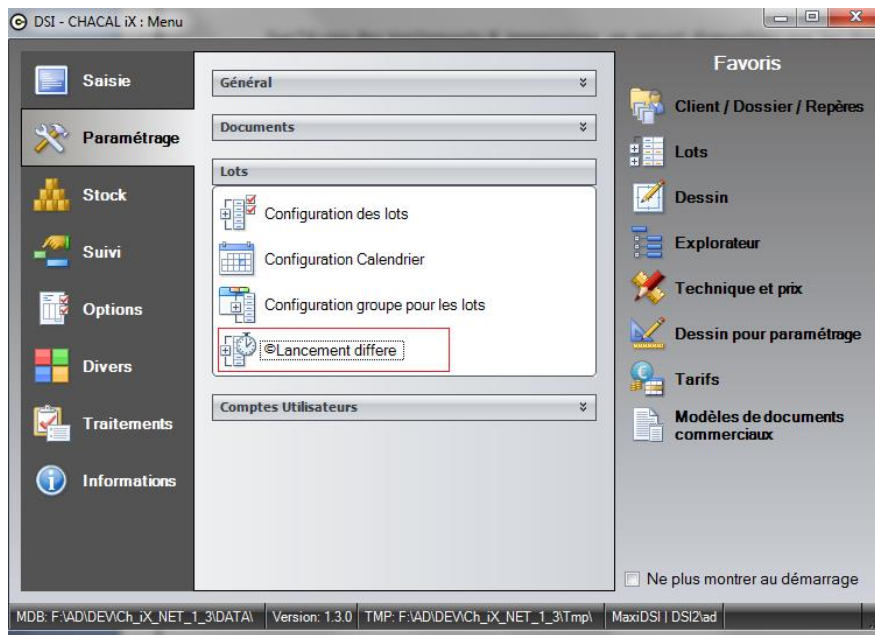 DSI - CHACAL iX : Menu
Saisie
Paramétrage
Stock
Suivi
Options
Divers
Traitements
Informations
Général
Documents
Lots
Configuration des lots
Configuration Calendrier
Configuration groupe pour les lots
©Lancement differe
Comptes Utilisateurs
Favoris
Client / Dossier / Repères
Lots
Dessin
Explorateur
Technique et prix
Dessin pour paramétrage
Tarifs
Modèles de documents
commerciaux
Ne plus montrer au démarrage
MDB: F:\AD\DEV\Ch_iX_NET_1_3\DATA\ Version: 1.3.0 TMP: F:\AD\DEV\Ch_iX_NET_1_3\Tmp\ MaxiDSI | DSI2\ad